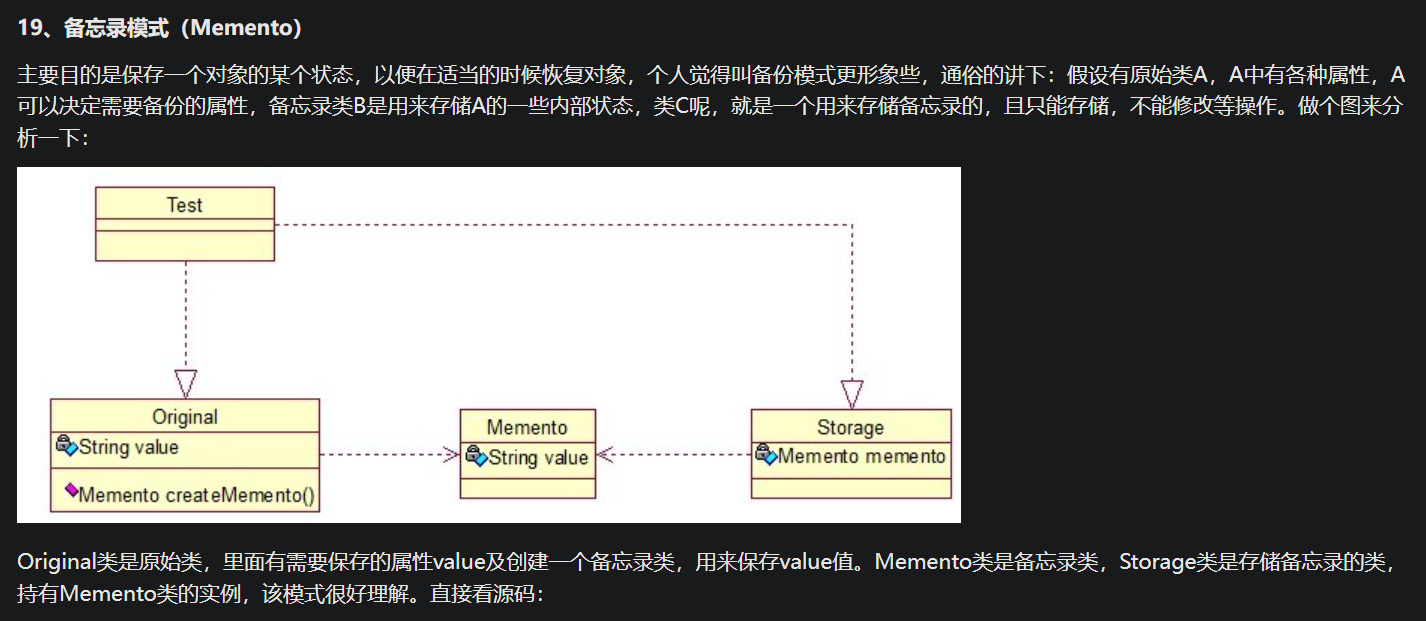 19、备忘录模式（Memento）
主要目的是保存一个对象的某个状态，以便在适当的时候恢复对象，个人觉得叫备份模式更形象些，通俗的讲下：假设有原始类A，A中有各种属性，A
可以决定需要备份的属性，备忘录类B是用来存储A的一些内部状态，类C呢，就是一个用来存储备忘录的，且只能存储，不能修改等操作。做个图来分
析一下：
Test
Original
String value
Memento createMemento()
Memento
String value
Storage
Memento memento
Original类是原始类，里面有需要保存的属性value及创建一个备忘录类，用来保存value值。Memento类是备忘录类，Storage类是存储备忘录的类，
持有Memento类的实例，该模式很好理解。直接看源码：